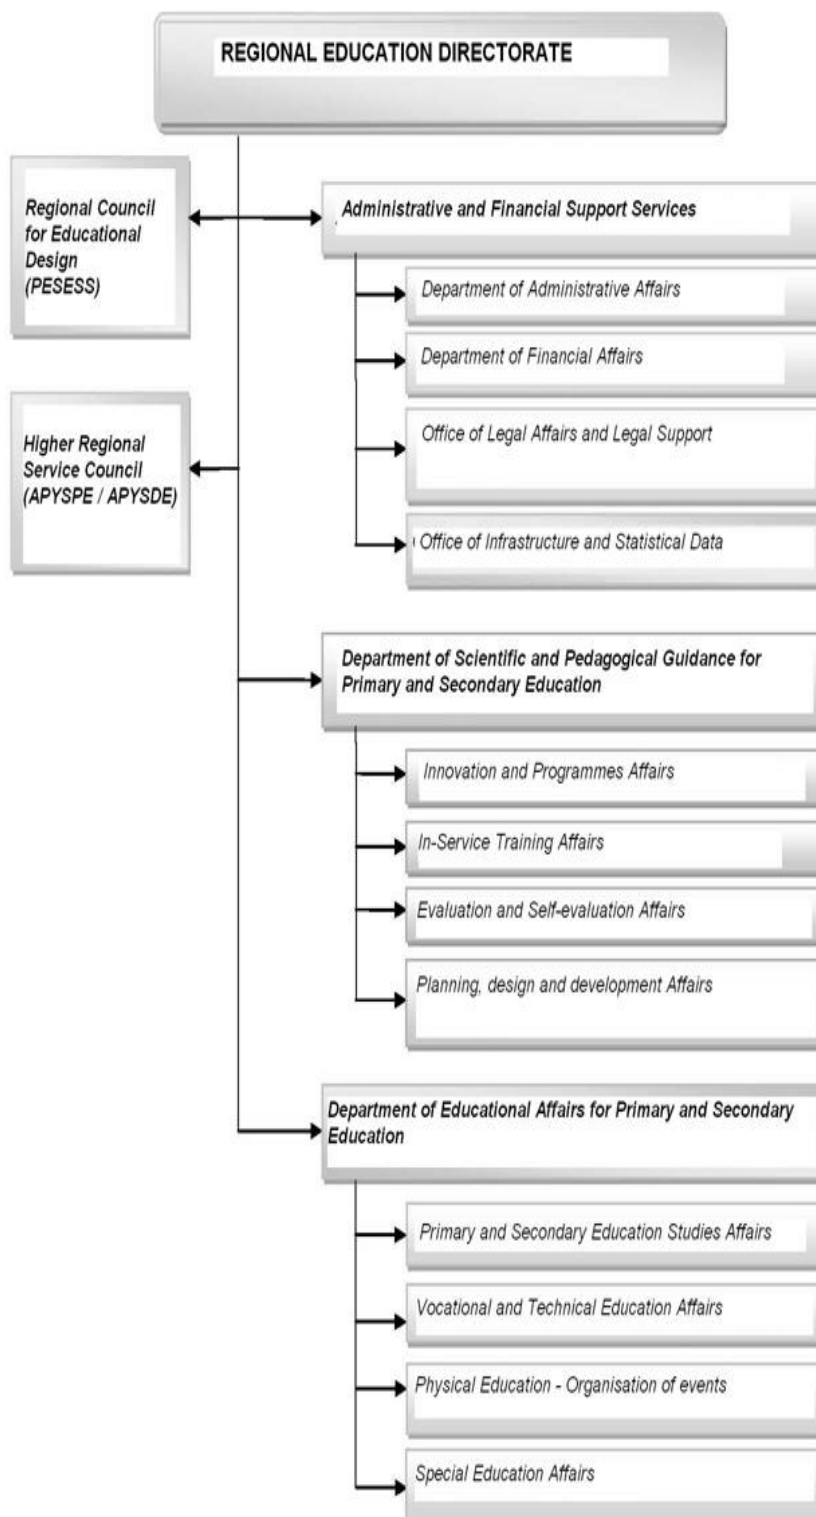 REGIONAL EDUCATION DIRECTORATE
Regional Council
for Educational
Design
(PESESS)
Administrative and Financial Support Services
Department of Administrative Affairs
Department of Financial Affairs
Higher Regional
Service Council
(APYSPE / APYSDE)
Office of Legal Affairs and Legal Support
Office of Infrastructure and Statistical Data
Department of Scientific and Pedagogical Guidance for
Primary and Secondary Education
Innovation and Programmes Affairs
In-Service Training Affairs
Evaluation and Self-evaluation Affairs
Planning, design and development Affairs
Department of Educational Affairs for Primary and Secondary
Education
Primary and Secondary Education Studies Affairs
Vocational and Technical Education Affairs
Physical Education - Organisation of events
Special Education Affairs